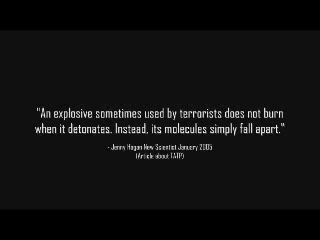 "An explosive sometimes used by terrorists does not burn
when it detonates. Instead, its molecules simply fall apart."
- Jenny Hogan New Scientist January 2005
(Article about TATP)